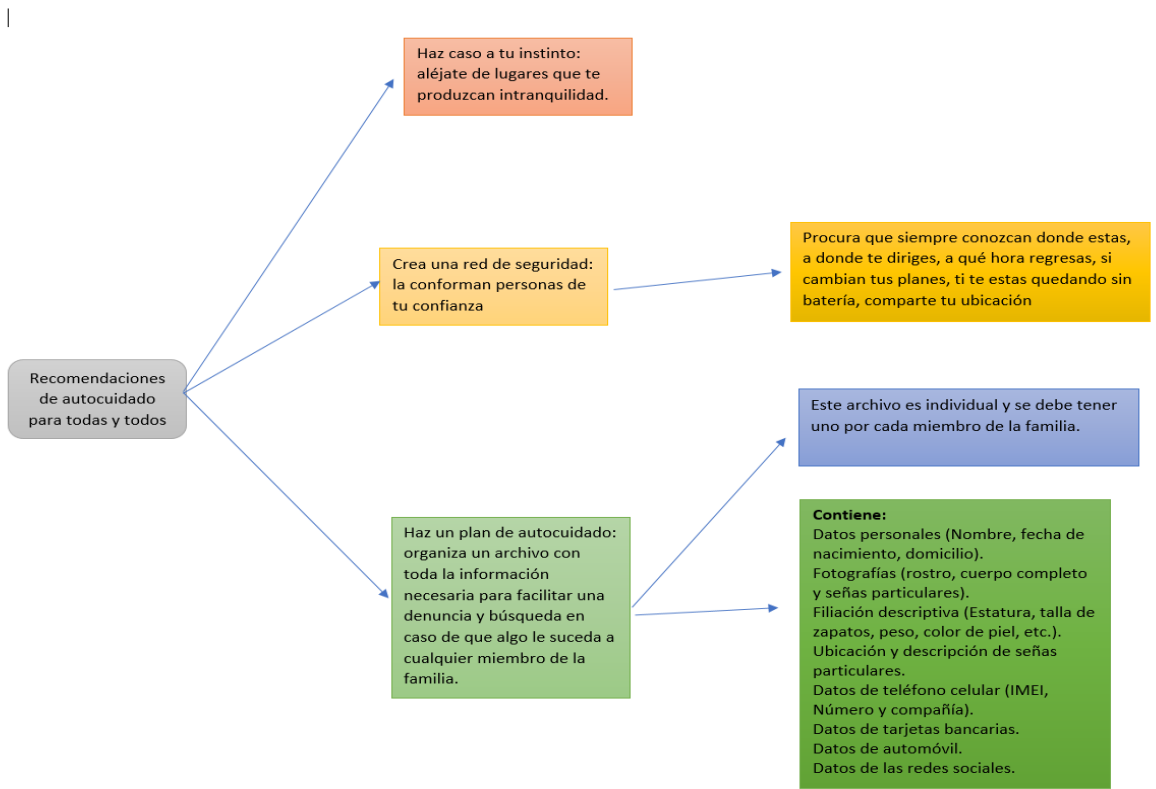 Haz caso a tu instinto:
aléjate de lugares que te
produzcan intranquilidad.
Crea una red de seguridad:
la conforman personas de
tu confianza
Procura que siempre conozcan donde estas,
a donde te diriges, a qué hora regresas, si
cambian tus planes, ti te estas quedando sin
batería, comparte tu ubicación
Recomendaciones
de autocuidado
para todas y todos
Este archivo es individual y se debe tener
uno por cada miembro de la familia.
Haz un plan de autocuidado:
organiza un archivo con
toda la información
necesaria para facilitar una
denuncia y búsqueda en
caso de que algo le suceda a
cualquier miembro de la
familia.
Contiene:
Datos personales (Nombre, fecha de
nacimiento, domicilio).
Fotografías (rostro, cuerpo completo
y señas particulares).
Filiación descriptiva (Estatura, talla de
zapatos, peso, color de piel, etc.).
Ubicación y descripción de señas
particulares.
Datos de teléfono celular (IMEI,
Número y compañía).
Datos de tarjetas bancarias.
Datos de automóvil.
Datos de las redes sociales.